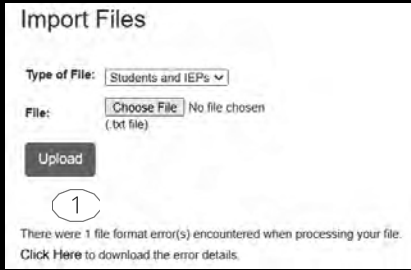 Import Files
Type of File: Students and IEPs
File: Choose File No file chosen
(.txt file)
Upload
1
There were 1 file format error(s) encountered when processing your file.
Click Here to download the error details.